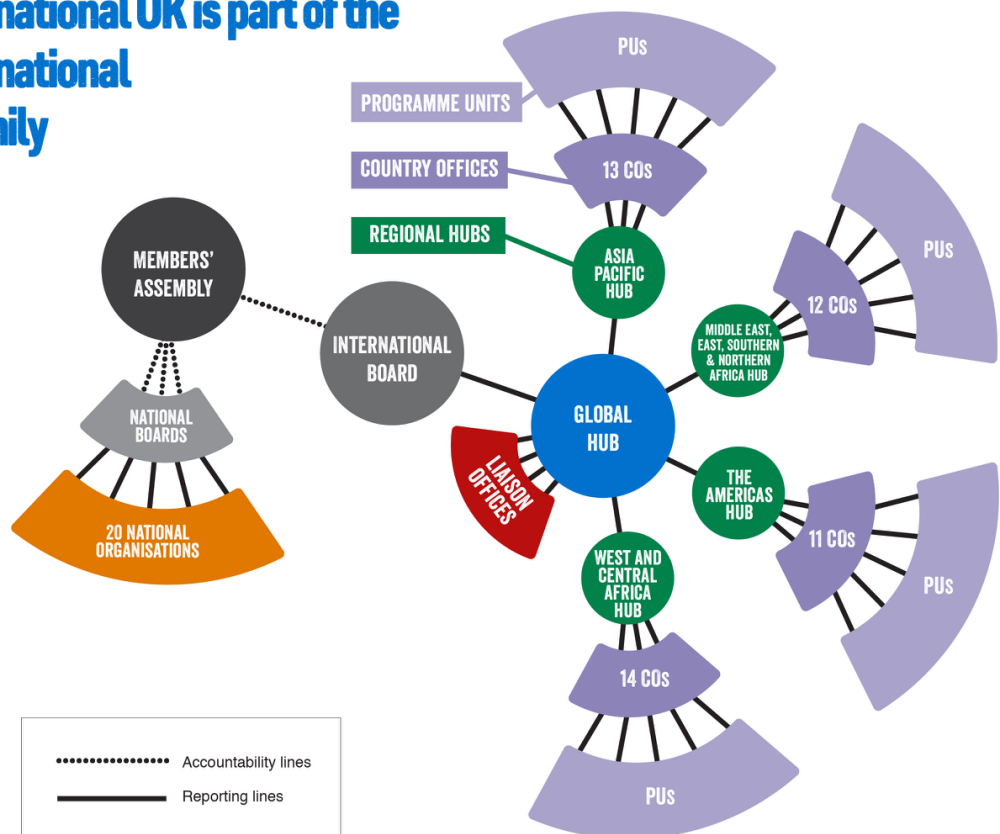 national UK is part of the
national
ily
PUs
PROGRAMME UNITS
COUNTRY OFFICES
13 COs
REGIONAL HUBS
ASIA
PACIFIC
HUB
PUs
12 COs
MIDDLE EAST,
EAST, SOUTHERN
& NORTHERN
AFRICA HUB
MEMBERS’
ASSEMBLY
INTERNATIONAL
BOARD
GLOBAL
HUB
NATIONAL
BOARDS
20 NATIONAL
ORGANISATIONS
LIAISON
OFFICES
THE
AMERICAS
HUB
11 COs
PUs
WEST AND
CENTRAL
AFRICA
HUB
14 COs
PUs
Accountability lines
Reporting lines